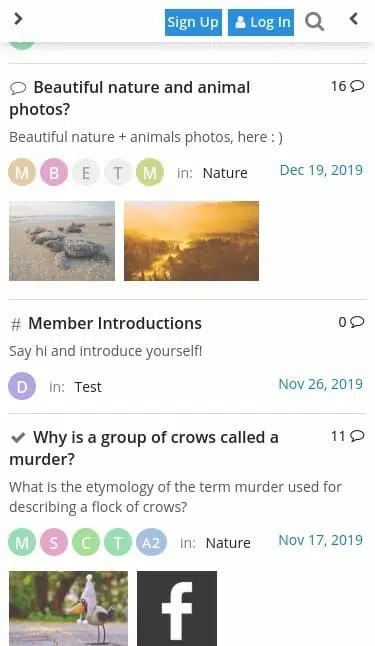 Sign Up Log In
Beautiful nature and animal 16
photos?
Beautiful nature + animals photos, here : )
M B E T M in: Nature Dec 19, 2019
# Member Introductions 0
Say hi and introduce yourself!
D in: Test Nov 26, 2019
Why is a group of crows called a 11
murder?
What is the etymology of the term murder used for
describing a flock of crows?
M S C T A2 in: Nature Nov 17, 2019
f